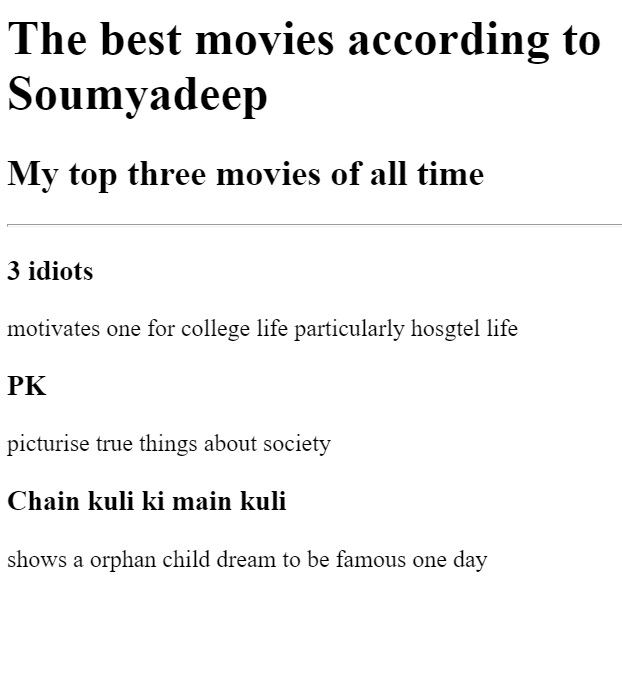 The best movies according to
Soumyadeep
My top three movies of all time
3 idiots
motivates one for college life particularly hosgtel life
PK
picturise true things about society
Chain kuli ki main kuli
shows a orphan child dream to be famous one day